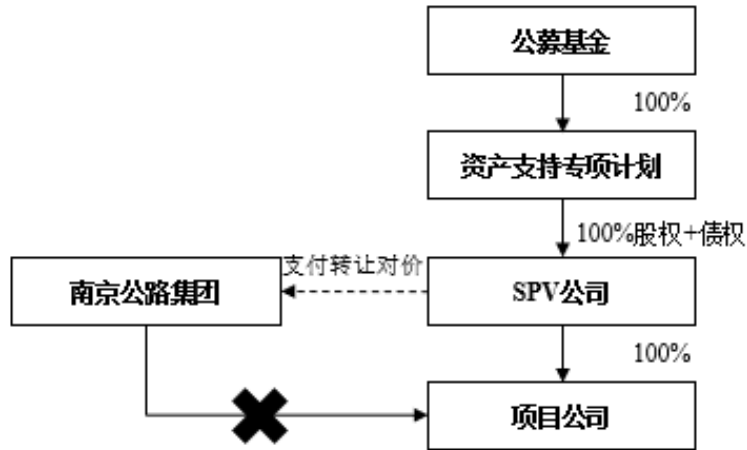 公募基金
100%
资产支持专项计划
100%股权+债权
支付转让对价
南京公路集团
SPV公司
100%
项目公司